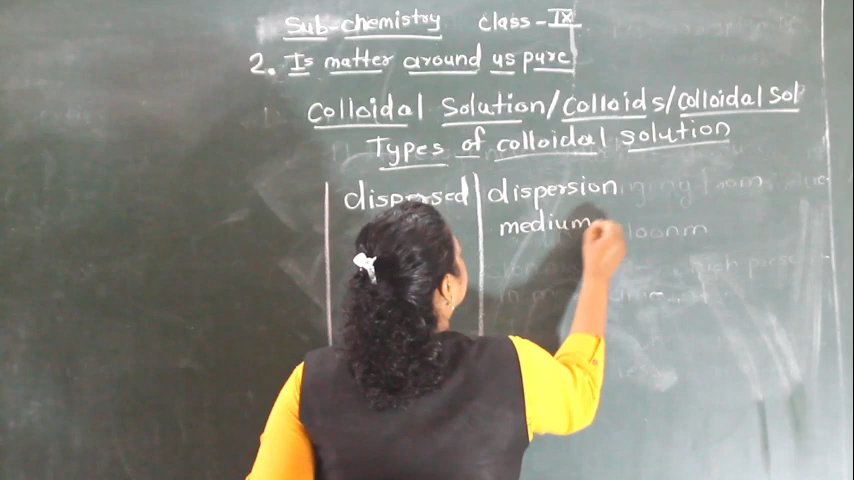 Sub-chemistry class-IX
2. Is matter around us pure
Colloidal Solution/Colloids/Colloidal Sol
Types of colloidal solution
dispersed dispersion
medium